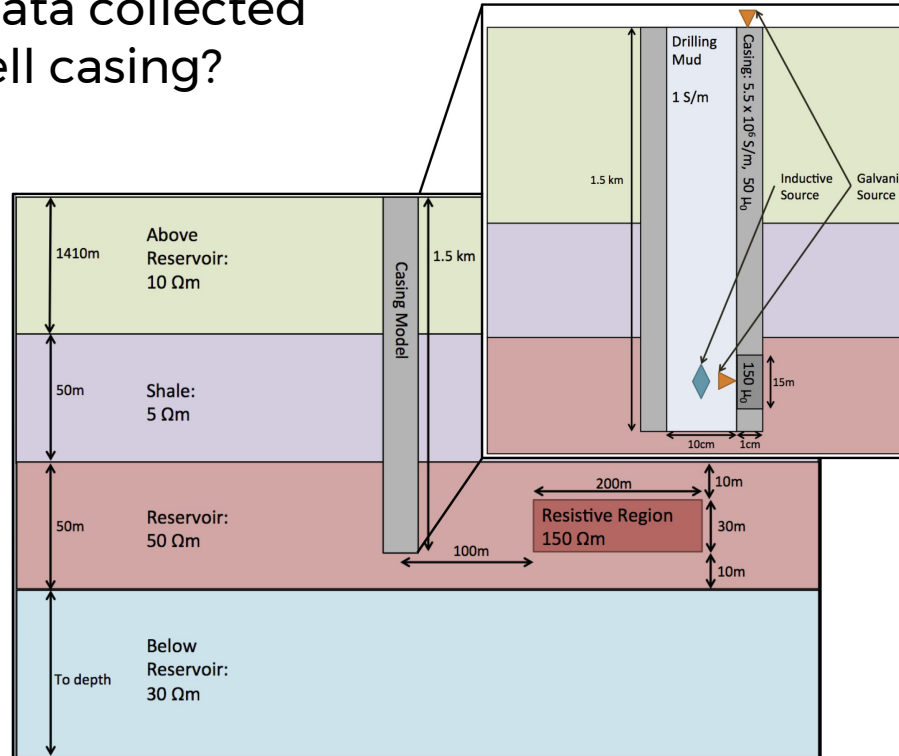 ata collected
ell casing?
1410m
Above
Reservoir:
10 Ωm
50m
Shale:
5 Ωm
50m
Reservoir:
50 Ωm
To depth
Below
Reservoir:
30 Ωm
Casing Model
1.5 km
100m
200m
Resistive Region
150 Ωm
10m
30m
10m
1.5 km
Drilling
Mud
1 S/m
Casing: 5.5 x 10⁶ S/m, 50 μ₀
150 μ₀
15m
10cm
1cm
Inductive
Source
Galvani
Source